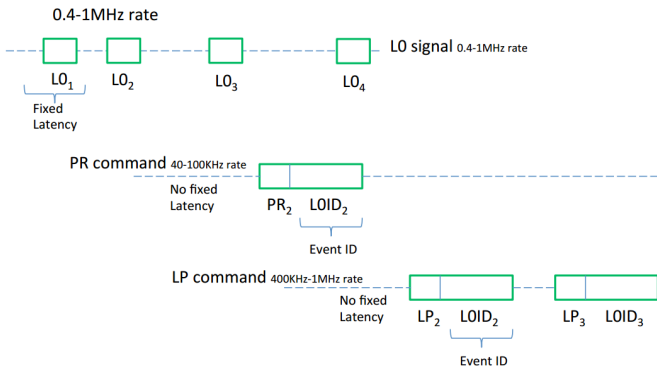 0.4-1MHz rate
L0 signal 0.4-1MHz rate
L0₁ L0₂ L0₃ L0₄
Fixed
Latency
PR command 40-100KHz rate
No fixed
Latency
PR₂ L0ID₂
Event ID
LP command 400KHz-1MHz rate
No fixed
Latency
LP₂ L0ID₂ LP₃ L0ID₃
Event ID